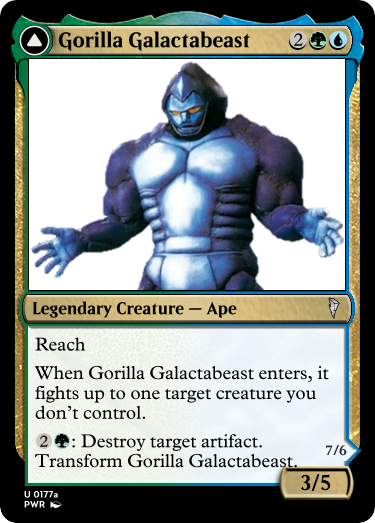 Gorilla Galactabeast 2
Legendary Creature — Ape
Reach
When Gorilla Galactabeast enters, it
fights up to one target creature you
don't control.
2 : Destroy target artifact.
Transform Gorilla Galactabeast.
7/6
3/5
U 0177a
PWR